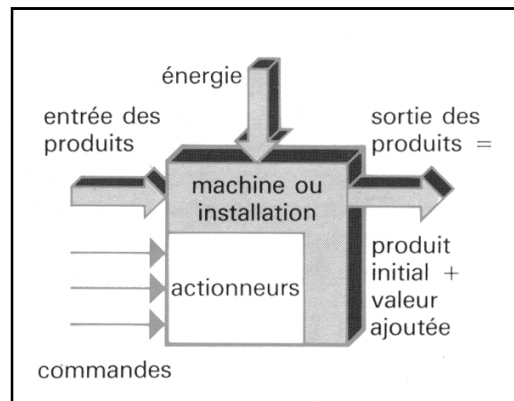 énergie
entrée des
produits
sortie des
produits =
machine ou
installation
actionneurs
produit
initial +
valeur
ajoutée
commandes